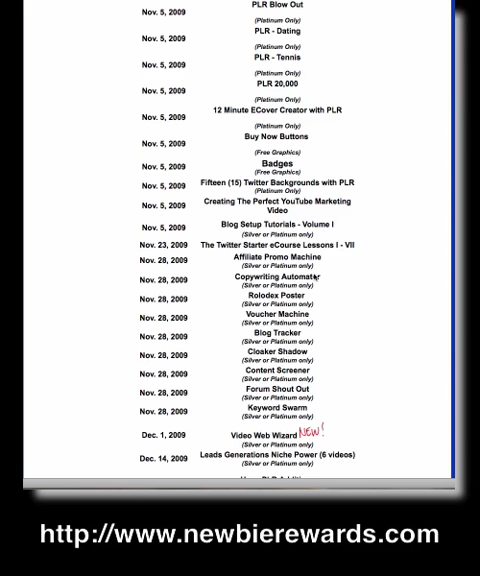 PLR Blow Out
Nov. 5, 2009
(Platinum Only)
PLR - Dating
Nov. 5, 2009
(Platinum Only)
PLR - Tennis
Nov. 5, 2009
(Platinum Only)
PLR 20,000
Nov. 5, 2009
(Platinum Only)
12 Minute ECover Creator with PLR
Nov. 5, 2009
(Platinum Only)
Buy Now Buttons
Nov. 5, 2009
(Free Graphics)
Nov. 5, 2009 Badges
(Free Graphics)
Nov. 5, 2009 Fifteen (15) Twitter Backgrounds with PLR
(Platinum Only)
Nov. 5, 2009 Creating The Perfect YouTube Marketing
Video
Nov. 5, 2009 Blog Setup Tutorials - Volume I
(Silver or Platinum only)
Nov. 23, 2009 The Twitter Starter eCourse Lessons I - VII
Nov. 28, 2009 Affiliate Promo Machine
(Silver or Platinum only)
Nov. 28, 2009 Copywriting Automator
(Silver or Platinum only)
Nov. 28, 2009 Rolodex Poster
(Silver or Platinum only)
Nov. 28, 2009 Voucher Machine
(Silver or Platinum only)
Nov. 28, 2009 Blog Tracker
(Silver or Platinum only)
Nov. 28, 2009 Cloaker Shadow
(Silver or Platinum only)
Nov. 28, 2009 Content Screener
(Silver or Platinum only)
Nov. 28, 2009 Forum Shout Out
(Silver or Platinum only)
Nov. 28, 2009 Keyword Swarm
(Silver or Platinum only)
Dec. 1, 2009 Video Web Wizard NEW!
(Silver or Platinum only)
Dec. 14, 2009 Leads Generations Niche Power (6 videos)
(Silver or Platinum only)
http://www.newbierewards.com